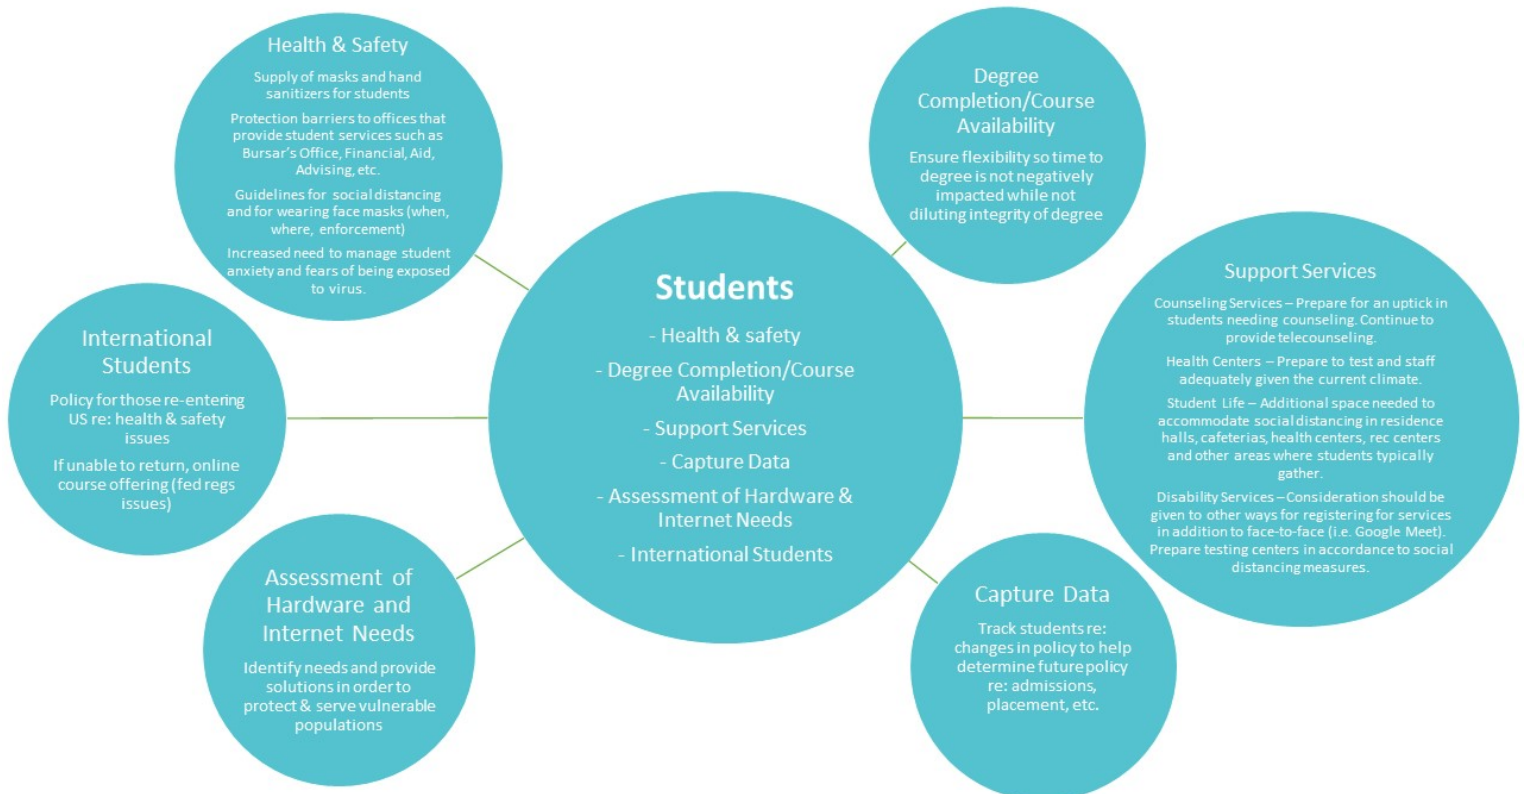 Health & Safety
Supply of masks and hand
sanitizers for students
Protection barriers to offices that
provide student services such as
Bursar's Office, Financial, Aid,
Advising, etc.
Guidelines for social distancing
and for wearing face masks (when,
where, enforcement)
Increased need to manage student
anxiety and fears of being exposed
to virus.
Degree
Completion/Course
Availability
Ensure flexibility so time to
degree is not negatively
impacted while not
diluting integrity of degree
International
Students
Policy for those re-entering
US re: health & safety
issues
If unable to return, online
course offering (fed regs
issues)
Students
- Health & safety
- Degree Completion/Course
Availability
- Support Services
- Capture Data
- Assessment of Hardware &
Internet Needs
- International Students
Support Services
Counseling Services – Prepare for an uptick in
students needing counseling. Continue to
provide telecounseling.
Health Centers – Prepare to test and staff
adequately given the current climate.
Student Life – Additional space needed to
accommodate social distancing in residence
halls, cafeterias, health centers, rec centers
and other areas where students typically
gather.
Disability Services – Consideration should be
given to other ways for registering for services
in addition to face-to-face (i.e. Google Meet).
Prepare testing centers in accordance to social
distancing measures.
Assessment of
Hardware and
Internet Needs
Identify needs and provide
solutions in order to
protect & serve vulnerable
populations
Capture Data
Track students re:
changes in policy to help
determine future policy
re: admissions,
placement, etc.